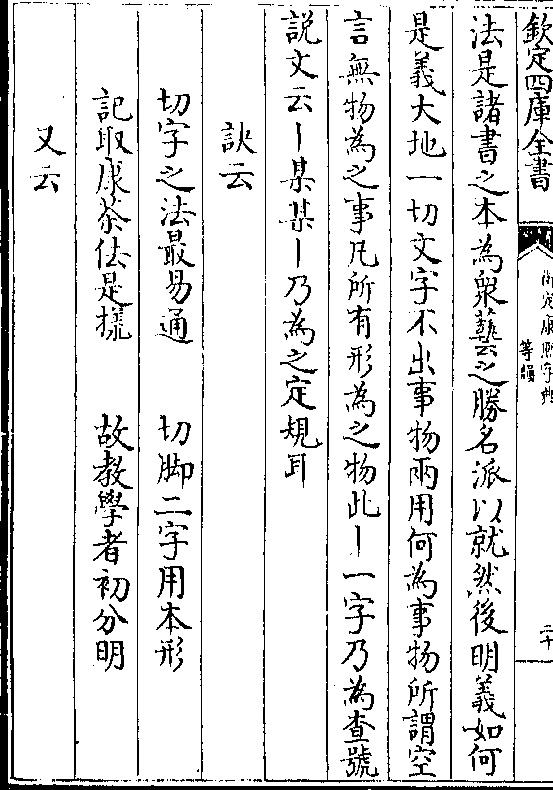 欽定四庫全書
御定康熙字典
等韻
二十
法是諸書之本為衆藝之勝名派以就然後明義如何
是義大地一切文字不出事物兩用何為事物所謂空
言無物為之事凡所有形為之物此丨一字乃為查號
説文云丨某某丨乃為之定規耳
訣云
切字之法最易通　切脚二字用本形
記取康茶佉是㨾　故教學者初分明
又云